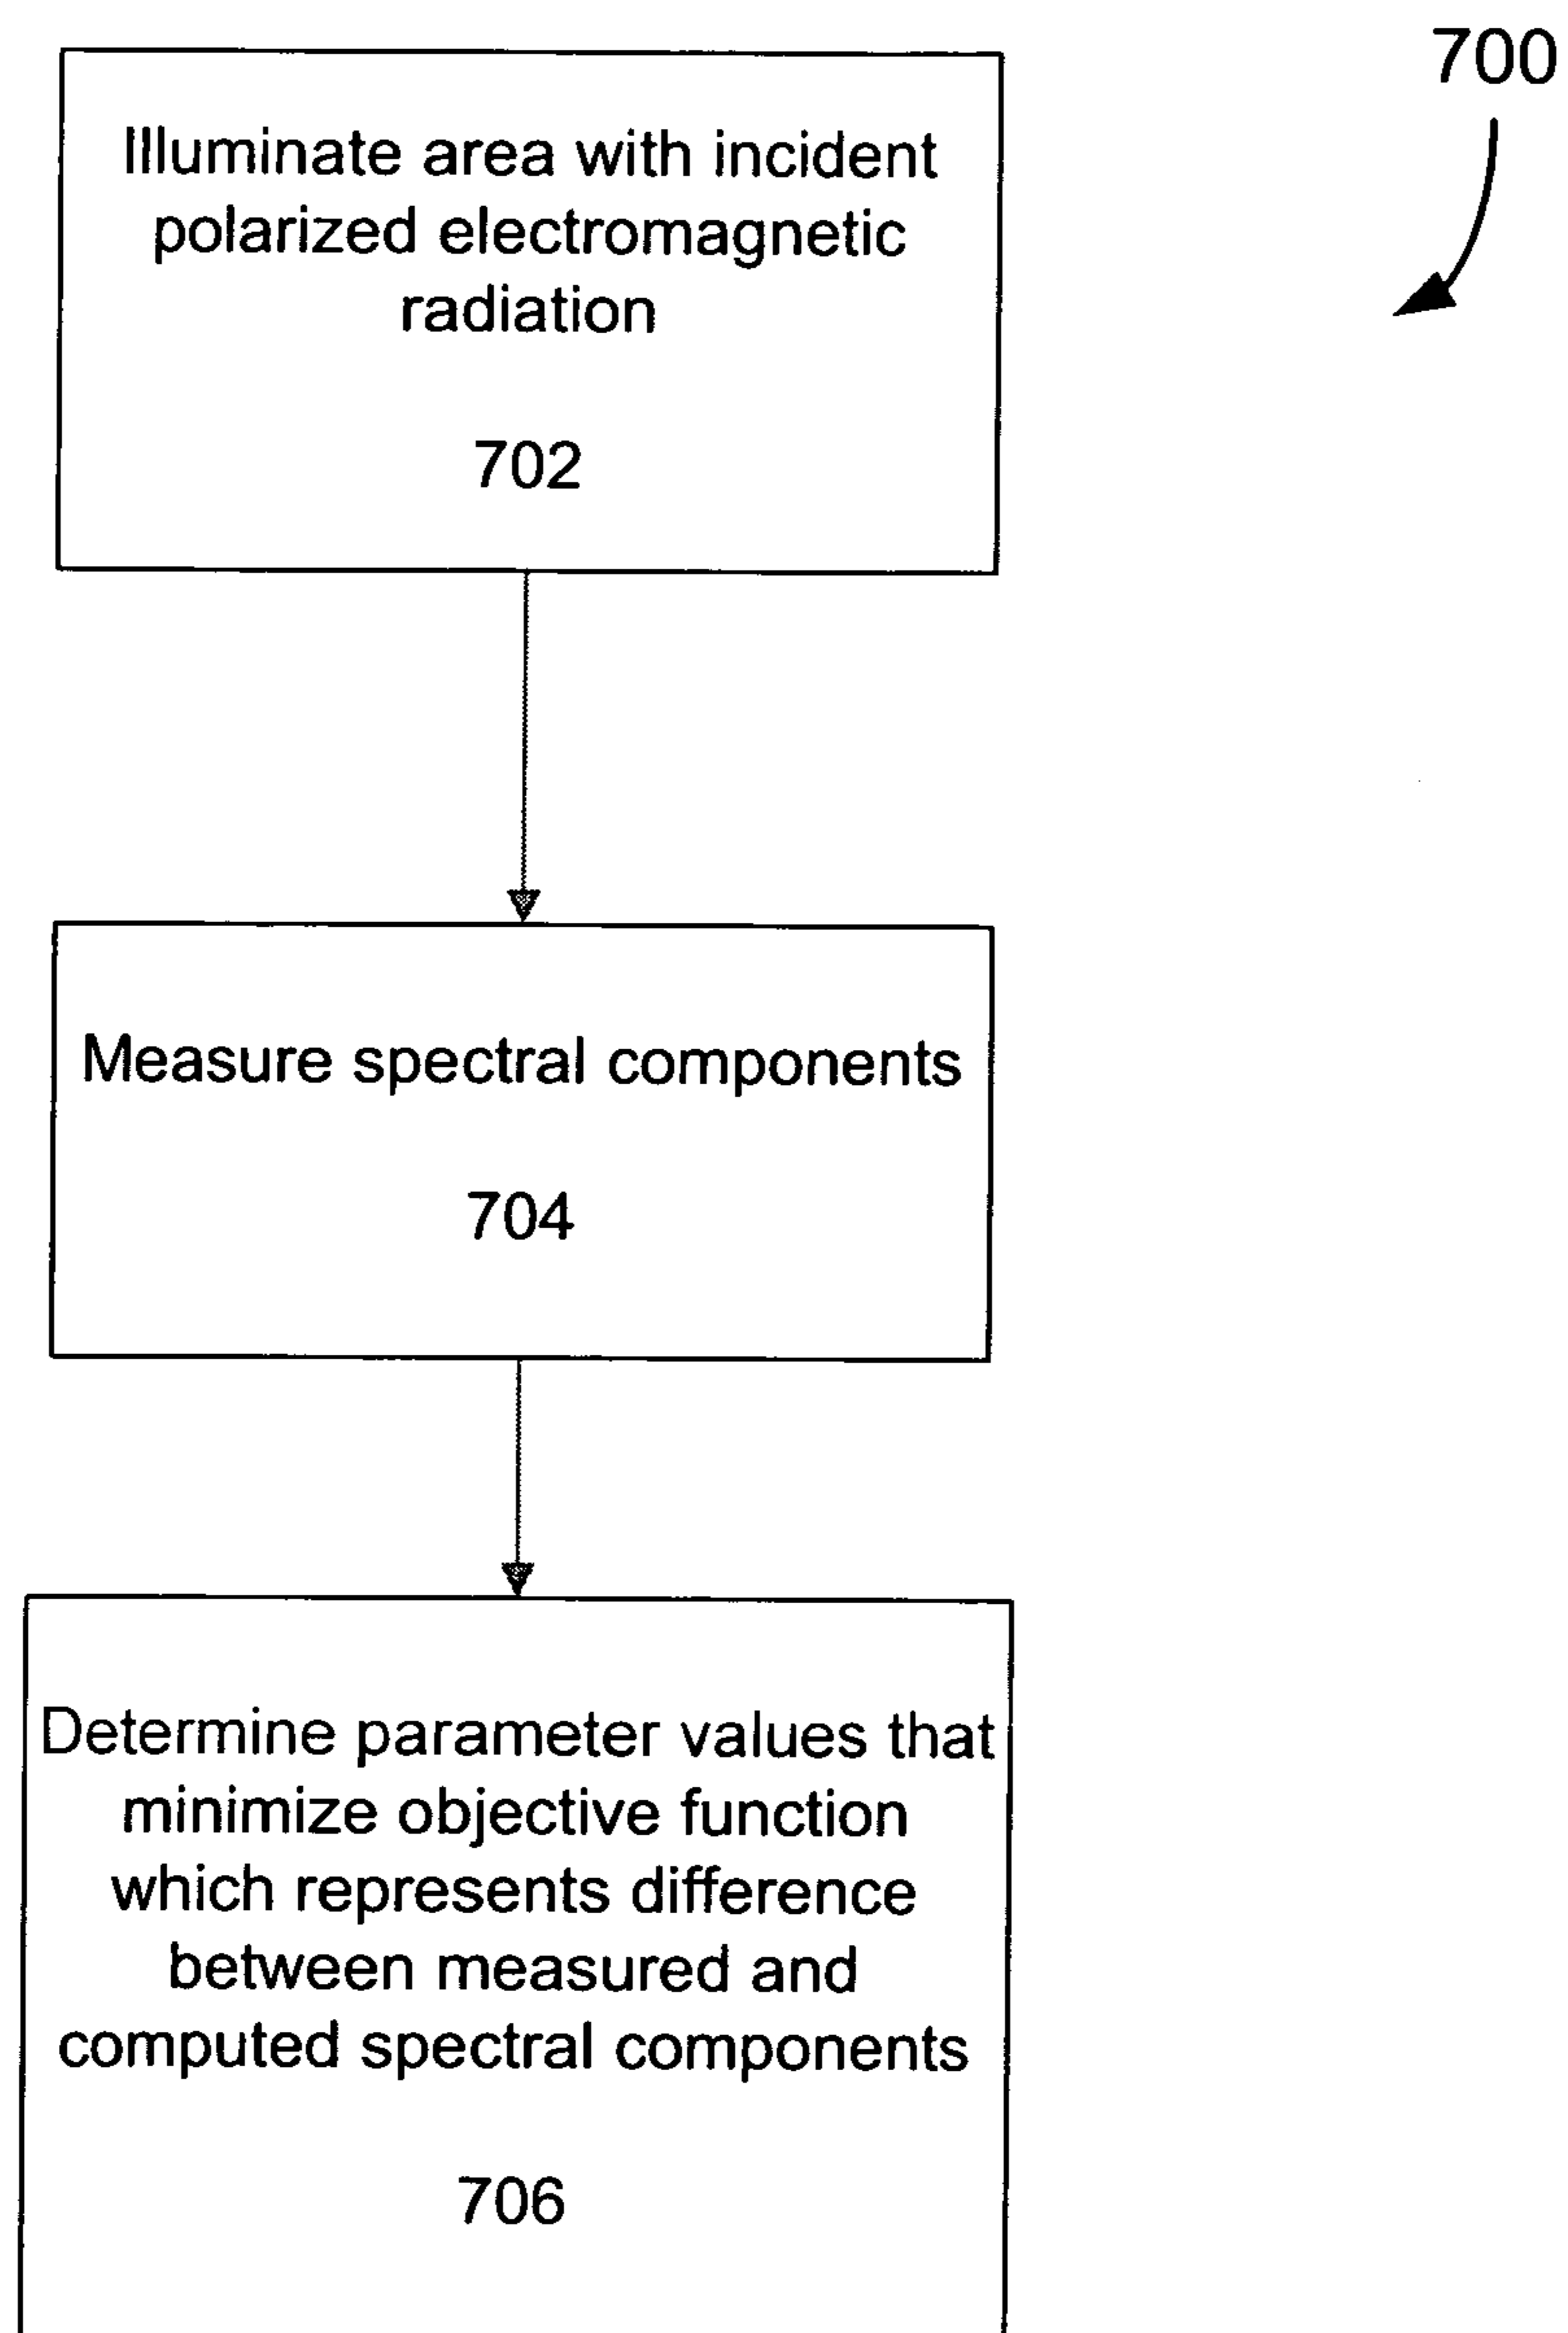 700
Illuminate area with incident
polarized electromagnetic
radiation
702
Measure spectral components
704
Determine parameter values that
minimize objective function
which represents difference
between measured and
computed spectral components
706